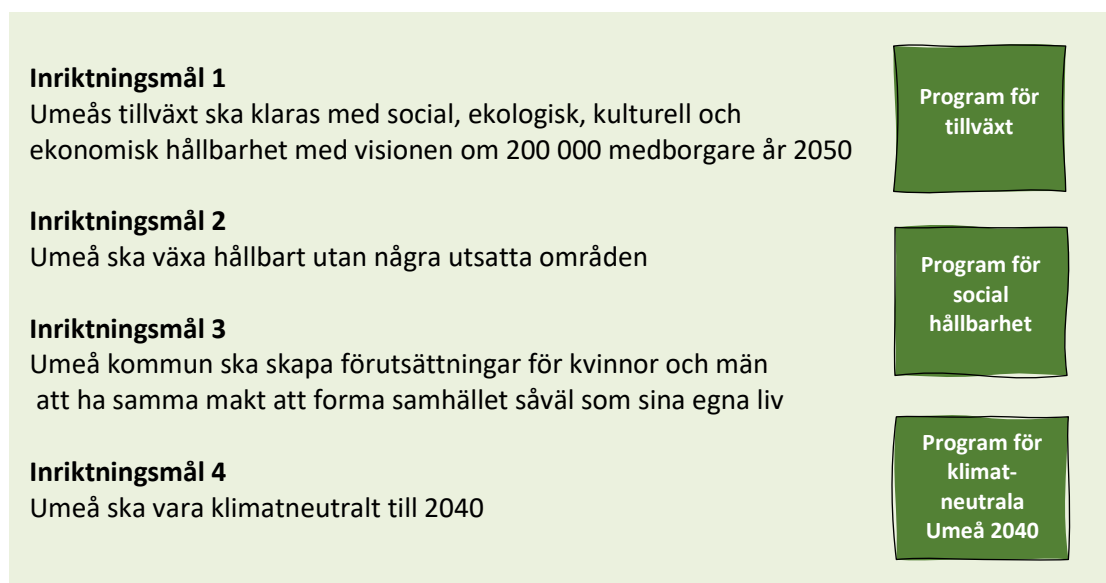 Inriktningsmål 1
Umeås tillväxt ska klaras med social, ekologisk, kulturell och
ekonomisk hållbarhet med visionen om 200 000 medborgare år 2050
Inriktningsmål 2
Umeå ska växa hållbart utan några utsatta områden
Inriktningsmål 3
Umeå kommun ska skapa förutsättningar för kvinnor och män
att ha samma makt att forma samhället såväl som sina egna liv
Inriktningsmål 4
Umeå ska vara klimatneutralt till 2040
Program för
tillväxt
Program för
social
hållbarhet
Program för
klimat-
neutrala
Umeå 2040